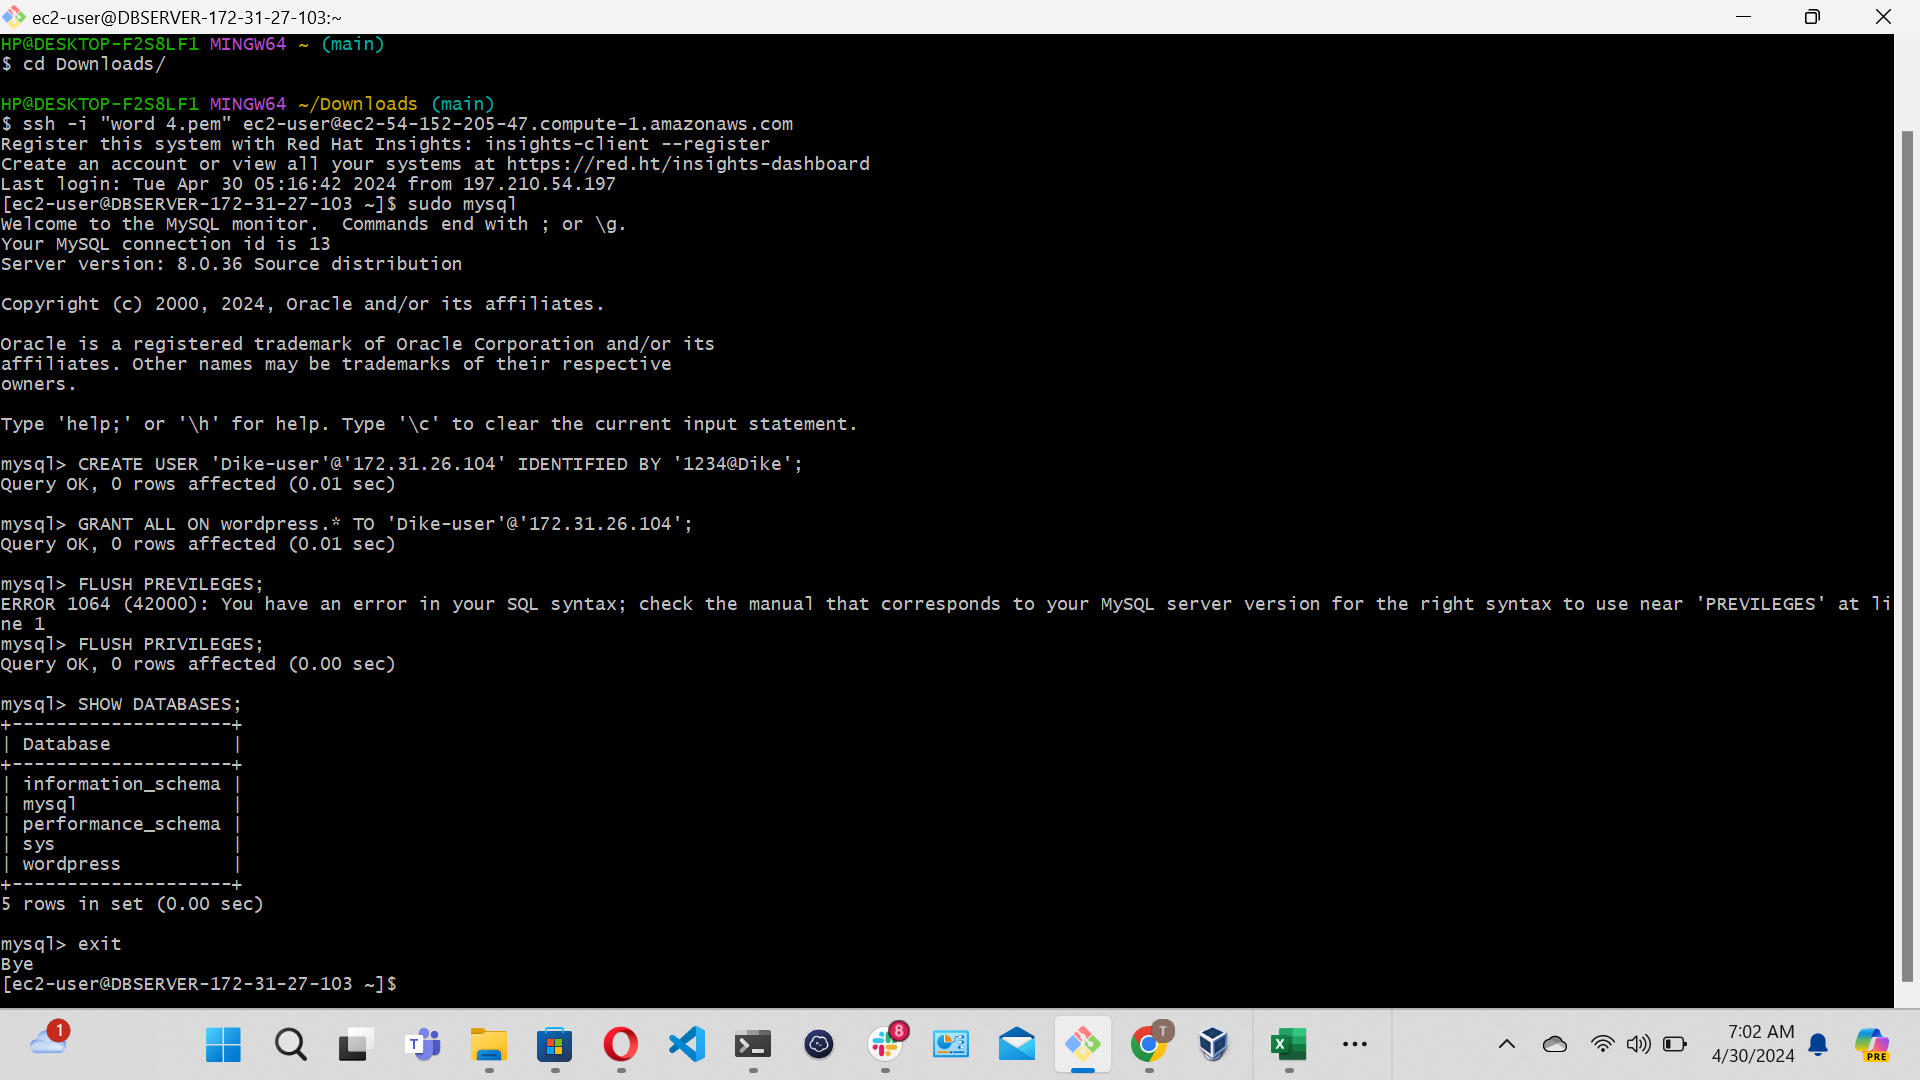 ec2-user@DBSERVER-172-31-27-103:~
HP@DESKTOP-F2S8LF1 MINGW64 ~ (main)
$ cd Downloads/
HP@DESKTOP-F2S8LF1 MINGW64 ~/Downloads (main)
$ ssh -i "word 4.pem" ec2-user@ec2-54-152-205-47.compute-1.amazonaws.com
Register this system with Red Hat Insights: insights-client --register
Create an account or view all your systems at https://red.ht/insights-dashboard
Last login: Tue Apr 30 05:16:42 2024 from 197.210.54.197
[ec2-user@DBSERVER-172-31-27-103 ~]$ sudo mysql
Welcome to the MySQL monitor.  Commands end with ; or \g.
Your MySQL connection id is 13
Server version: 8.0.36 Source distribution
Copyright (c) 2000, 2024, Oracle and/or its affiliates.
Oracle is a registered trademark of Oracle Corporation and/or its
affiliates. Other names may be trademarks of their respective
owners.
Type 'help;' or '\h' for help. Type '\c' to clear the current input statement.
mysql> CREATE USER 'Dike-user'@'172.31.26.104' IDENTIFIED BY '1234@Dike';
Query OK, 0 rows affected (0.01 sec)
mysql> GRANT ALL ON wordpress.* TO 'Dike-user'@'172.31.26.104';
Query OK, 0 rows affected (0.01 sec)
mysql> FLUSH PREVILEGES;
ERROR 1064 (42000): You have an error in your SQL syntax; check the manual that corresponds to your MySQL server version for the right syntax to use near 'PREVILEGES' at li
ne 1
mysql> FLUSH PRIVILEGES;
Query OK, 0 rows affected (0.00 sec)
mysql> SHOW DATABASES;
+--------------------+
| Database           |
+--------------------+
| information_schema |
| mysql              |
| performance_schema |
| sys                |
| wordpress          |
+--------------------+
5 rows in set (0.00 sec)
mysql> exit
Bye
[ec2-user@DBSERVER-172-31-27-103 ~]$
1
T
8
T
X
PRE
7:02 AM
4/30/2024